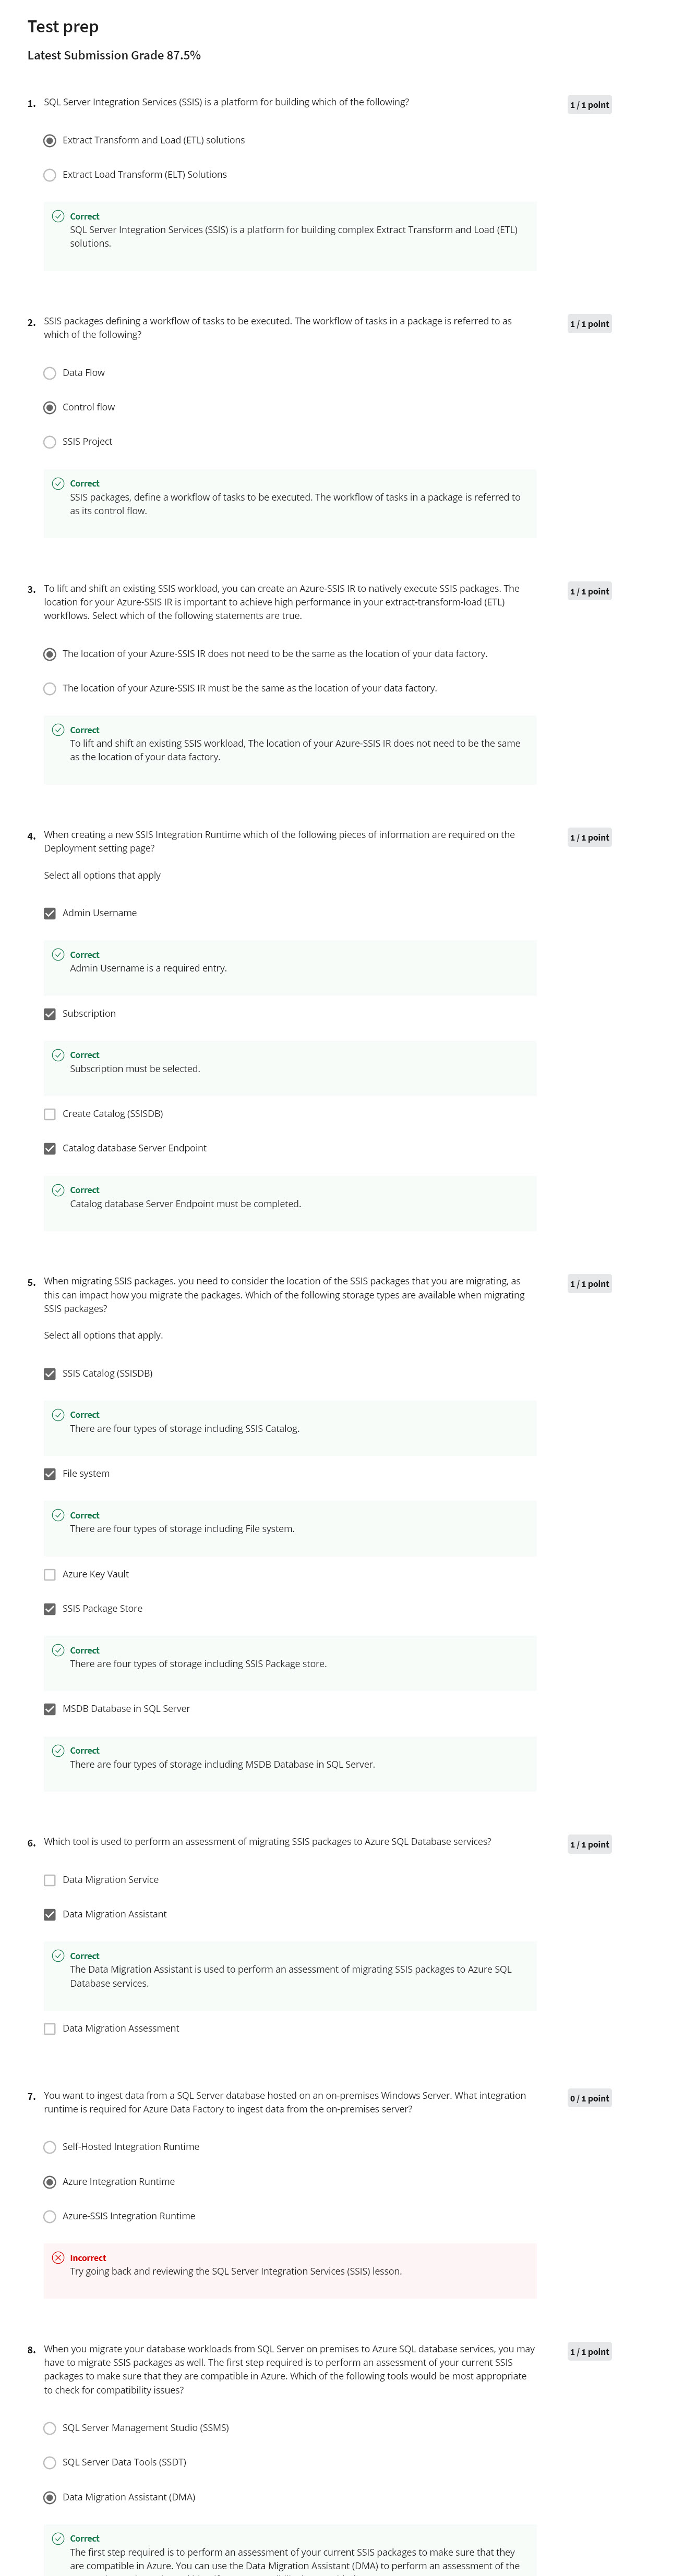 Test prep
Latest Submission Grade 87.5%
1. SQL Server Integration Services (SSIS) is a platform for building which of the following?
1 / 1 point
Extract Transform and Load (ETL) solutions
Extract Load Transform (ELT) Solutions
Correct
SQL Server Integration Services (SSIS) is a platform for building complex Extract Transform and Load (ETL)
solutions.
2. SSIS packages defining a workflow of tasks to be executed. The workflow of tasks in a package is referred to as
which of the following?
1 / 1 point
Data Flow
Control flow
SSIS Project
Correct
SSIS packages, define a workflow of tasks to be executed. The workflow of tasks in a package is referred to
as its control flow.
3. To lift and shift an existing SSIS workload, you can create an Azure-SSIS IR to natively execute SSIS packages. The
location for your Azure-SSIS IR is important to achieve high performance in your extract-transform-load (ETL)
workflows. Select which of the following statements are true.
1 / 1 point
The location of your Azure-SSIS IR does not need to be the same as the location of your data factory.
The location of your Azure-SSIS IR must be the same as the location of your data factory.
Correct
To lift and shift an existing SSIS workload, The location of your Azure-SSIS IR does not need to be the same
as the location of your data factory.
4. When creating a new SSIS Integration Runtime which of the following pieces of information are required on the
Deployment setting page?
1 / 1 point
Select all options that apply
Admin Username
Correct
Admin Username is a required entry.
Subscription
Correct
Subscription must be selected.
Create Catalog (SSISDB)
Catalog database Server Endpoint
Correct
Catalog database Server Endpoint must be completed.
5. When migrating SSIS packages. you need to consider the location of the SSIS packages that you are migrating, as
this can impact how you migrate the packages. Which of the following storage types are available when migrating
SSIS packages?
1 / 1 point
Select all options that apply.
SSIS Catalog (SSISDB)
Correct
There are four types of storage including SSIS Catalog.
File system
Correct
There are four types of storage including File system.
Azure Key Vault
SSIS Package Store
Correct
There are four types of storage including SSIS Package store.
MSDB Database in SQL Server
Correct
There are four types of storage including MSDB Database in SQL Server.
6. Which tool is used to perform an assessment of migrating SSIS packages to Azure SQL Database services?
1 / 1 point
Data Migration Service
Data Migration Assistant
Correct
The Data Migration Assistant is used to perform an assessment of migrating SSIS packages to Azure SQL
Database services.
Data Migration Assessment
7. You want to ingest data from a SQL Server database hosted on an on-premises Windows Server. What integration
runtime is required for Azure Data Factory to ingest data from the on-premises server?
0 / 1 point
Self-Hosted Integration Runtime
Azure Integration Runtime
Azure-SSIS Integration Runtime
Incorrect
Try going back and reviewing the SQL Server Integration Services (SSIS) lesson.
8. When you migrate your database workloads from SQL Server on premises to Azure SQL database services, you may
have to migrate SSIS packages as well. The first step required is to perform an assessment of your current SSIS
packages to make sure that they are compatible in Azure. Which of the following tools would be most appropriate
to check for compatibility issues?
1 / 1 point
SQL Server Management Studio (SSMS)
SQL Server Data Tools (SSDT)
Data Migration Assistant (DMA)
Correct
The first step required is to perform an assessment of your current SSIS packages to make sure that they
are compatible in Azure. You can use the Data Migration Assistant (DMA) to perform an assessment of the